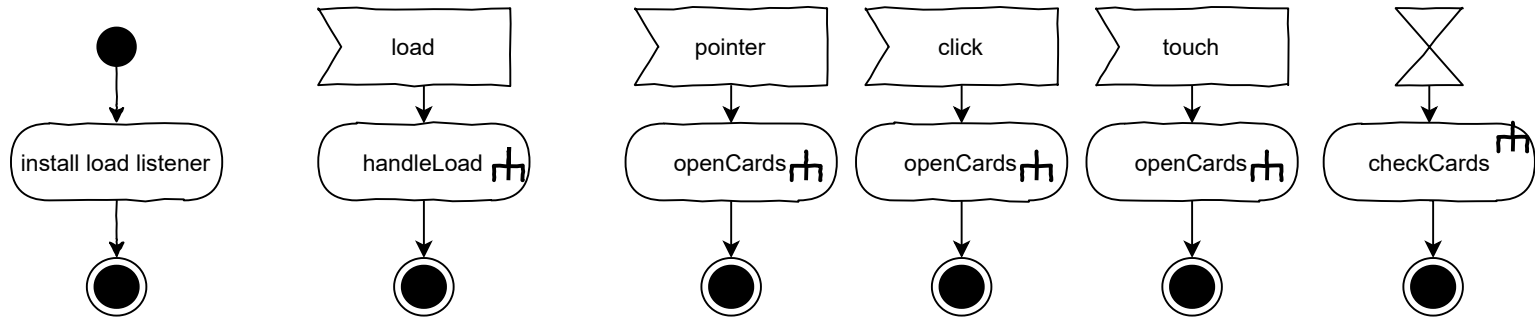 load
pointer
click
touch
install load listener
handleLoad
openCards
openCards
openCards
checkCards